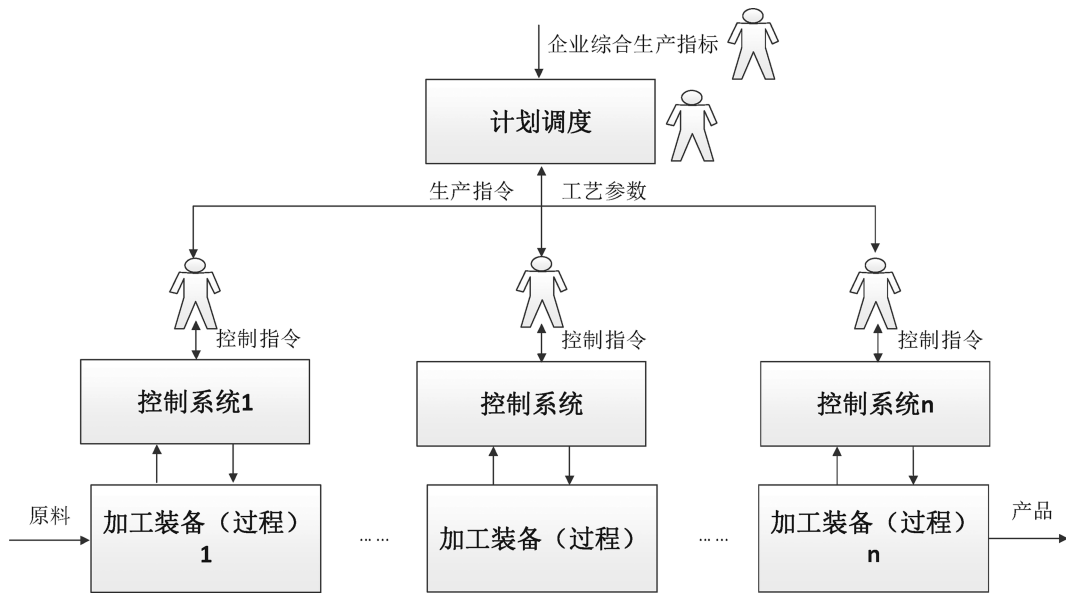 企业综合生产指标
计划调度
生产指令
工艺参数
控制指令
控制指令
控制指令
控制系统1
控制系统
控制系统n
原料
加工装备（过程）
1
……
加工装备（过程）
……
加工装备（过程）
n
产品